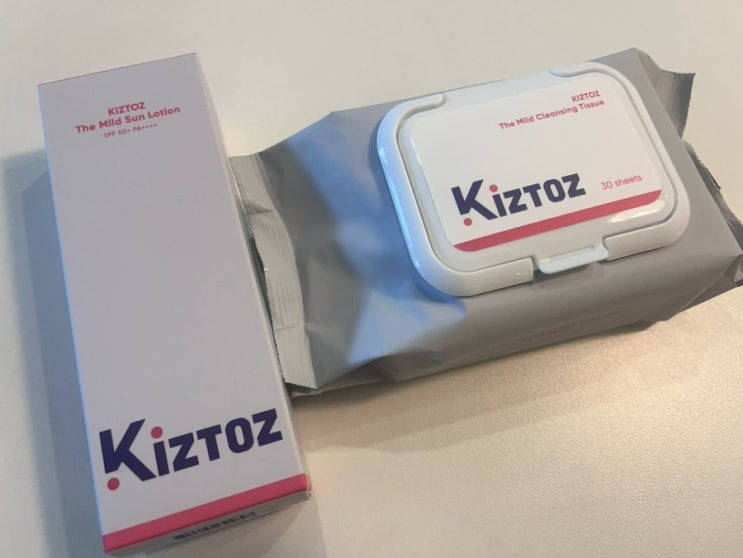 KIZTOZ
The Mild Sun Lotion
SPF 50+ PA++++
KIZTOZ
KIZTOZ
The Mild Cleansing Tissue
KIZTOZ
30 sheets